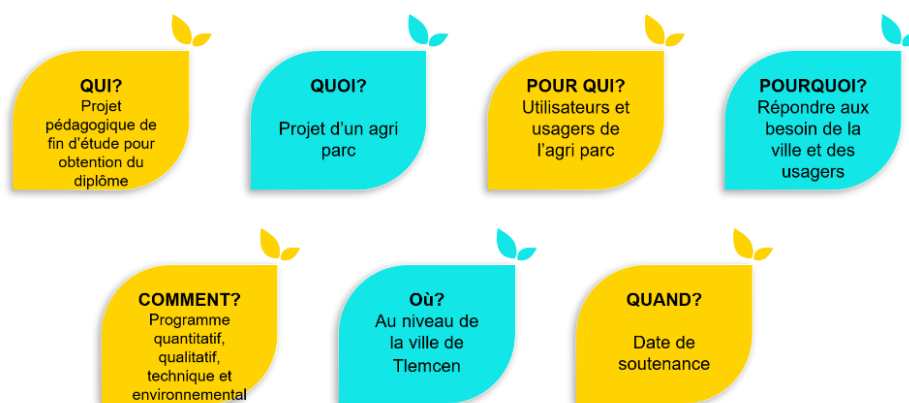 QUI?
Projet
pédagogique de
fin d'étude pour
obtention du
diplôme
QUOI?
Projet d'un agri
parc
POUR QUI?
Utilisateurs et
usagers de
l'agri parc
POURQUOI?
Répondre aux
besoin de la
ville et des
usagers
COMMENT?
Programme
quantitatif,
qualitatif,
technique et
environnemental
Où?
Au niveau de
la ville de
Tlemcen
QUAND?
Date de
soutenance